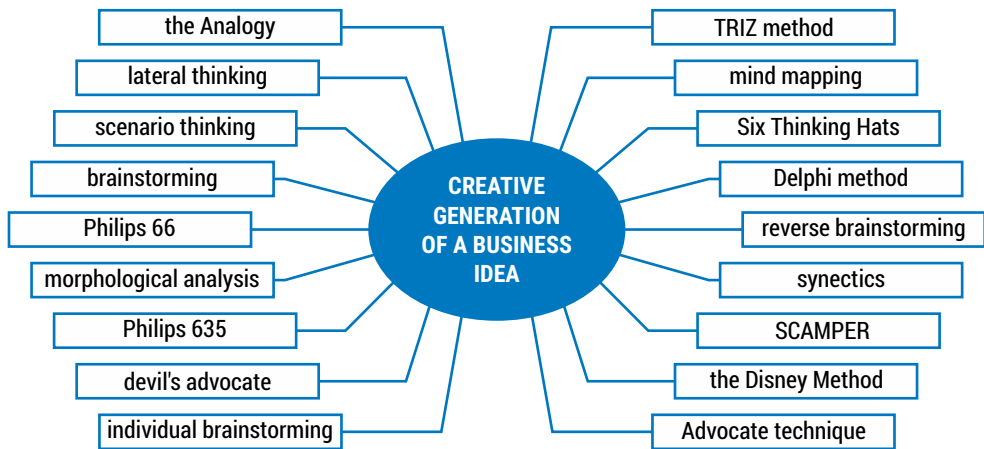 the Analogy
lateral thinking
scenario thinking
brainstorming
Philips 66
morphological analysis
Philips 635
devil's advocate
individual brainstorming
CREATIVE
GENERATION
OF A BUSINESS
IDEA
TRIZ method
mind mapping
Six Thinking Hats
Delphi method
reverse brainstorming
synectics
SCAMPER
the Disney Method
Advocate technique